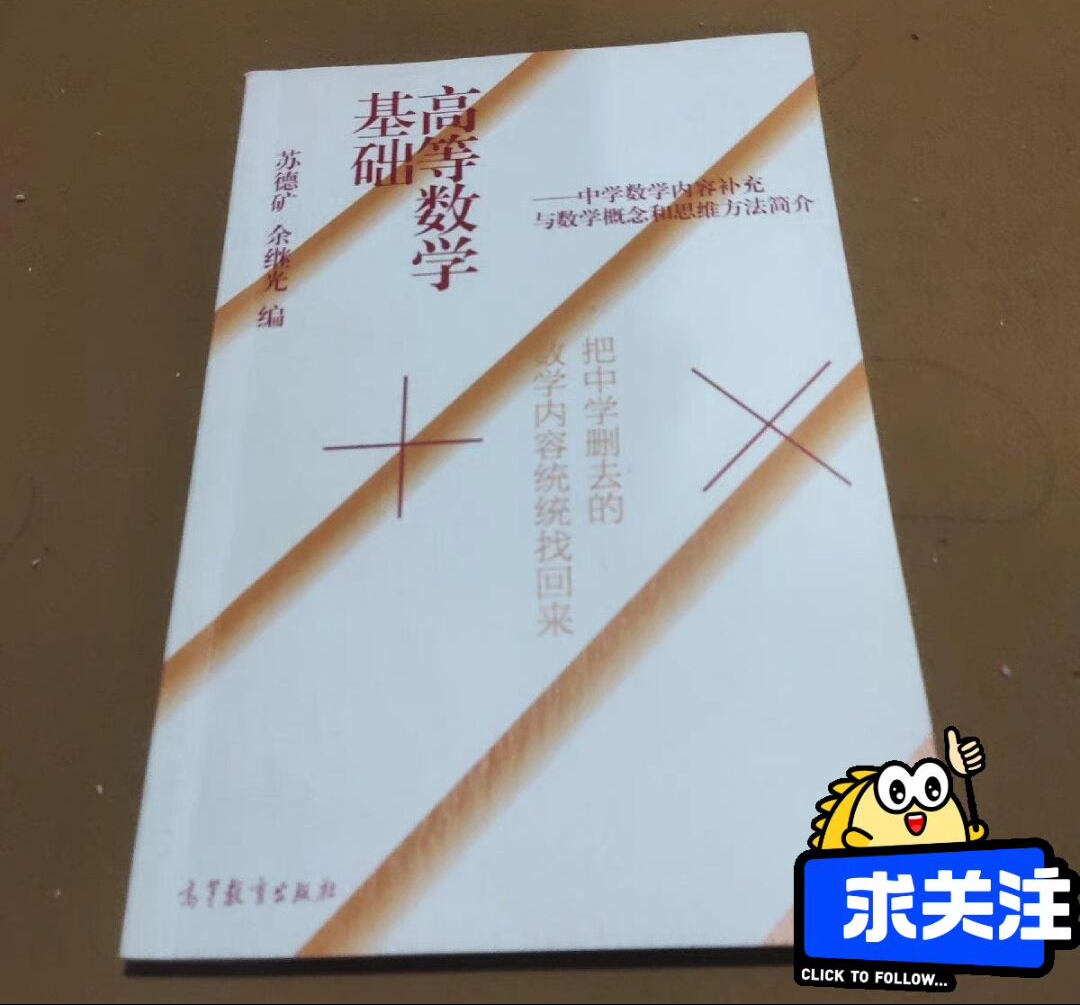 高等数学
基础
苏德矿 余继光 编
——中学数学内容补充
与数学概念和思维方法简介
把中学删去的
数学内容统统找回来
高等教育出版社
求关注
CLICK TO FOLLOW...